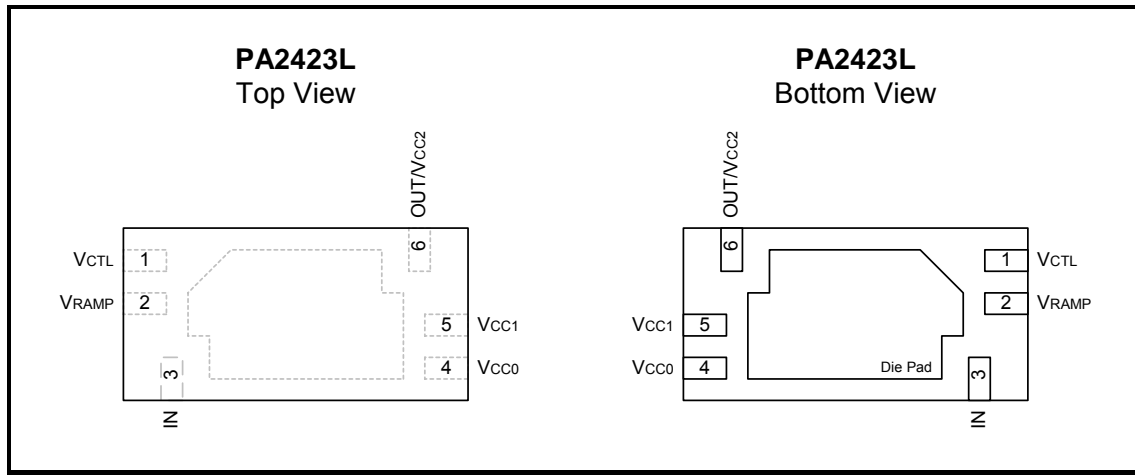 PA2423L
Top View
OUT/VCC2
6
VCTL 1
VRAMP 2
5 VCC1
4 VCC0
3
IN
PA2423L
Bottom View
OUT/VCC2
6
1 VCTL
2 VRAMP
VCC1 5
VCC0 4
Die Pad
3
IN